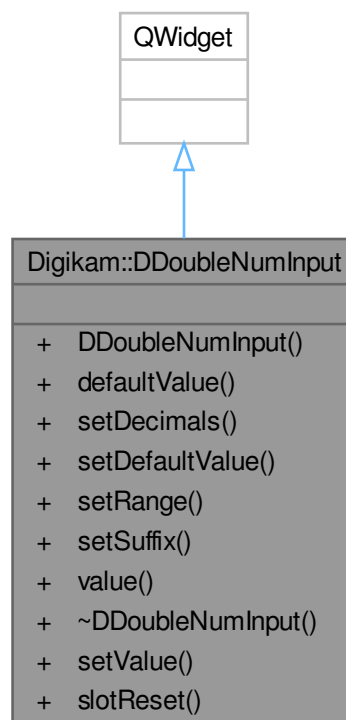 QWidget
Digikam::DDoubleNumInput
+ DDoubleNumInput()
+ defaultValue()
+ setDecimals()
+ setDefaultValue()
+ setRange()
+ setSuffix()
+ value()
+ ~DDoubleNumInput()
+ setValue()
+ slotReset()